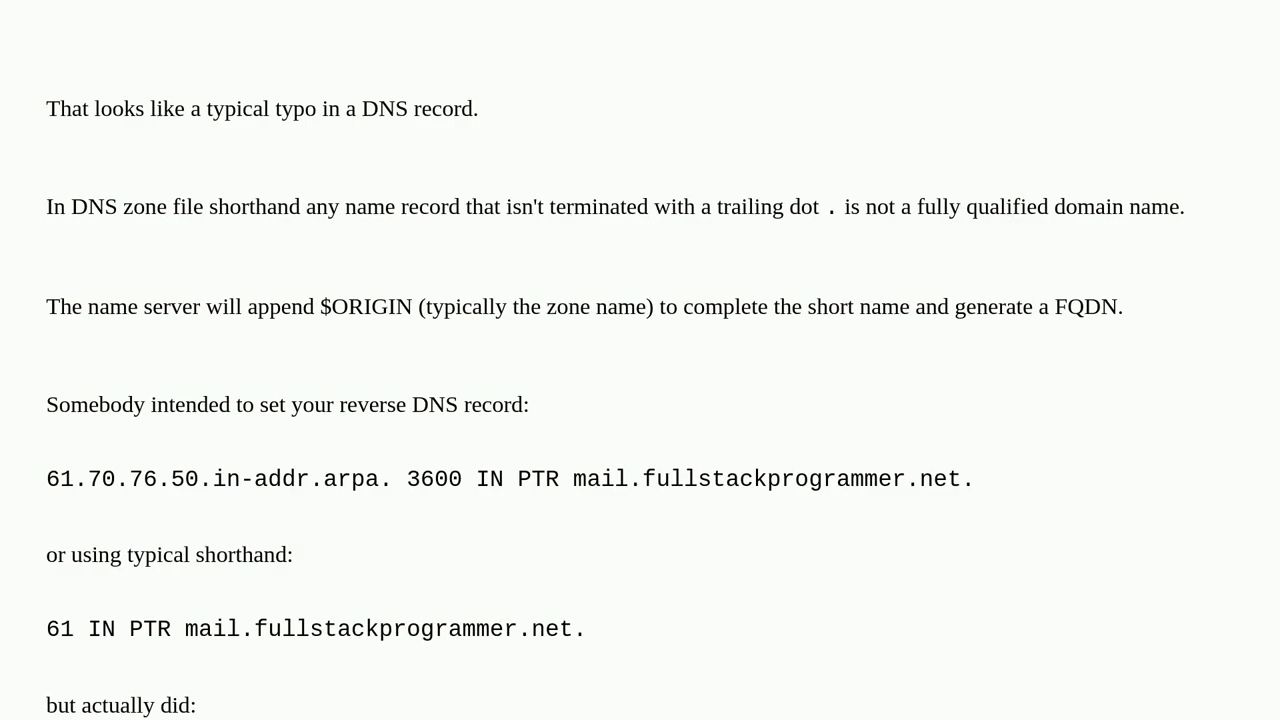 That looks like a typical typo in a DNS record.
In DNS zone file shorthand any name record that isn't terminated with a trailing dot . is not a fully qualified domain name.
The name server will append $ORIGIN (typically the zone name) to complete the short name and generate a FQDN.
Somebody intended to set your reverse DNS record:
61.70.76.50.in-addr.arpa. 3600 IN PTR mail.fullstackprogrammer.net.
or using typical shorthand:
61 IN PTR mail.fullstackprogrammer.net.
but actually did: